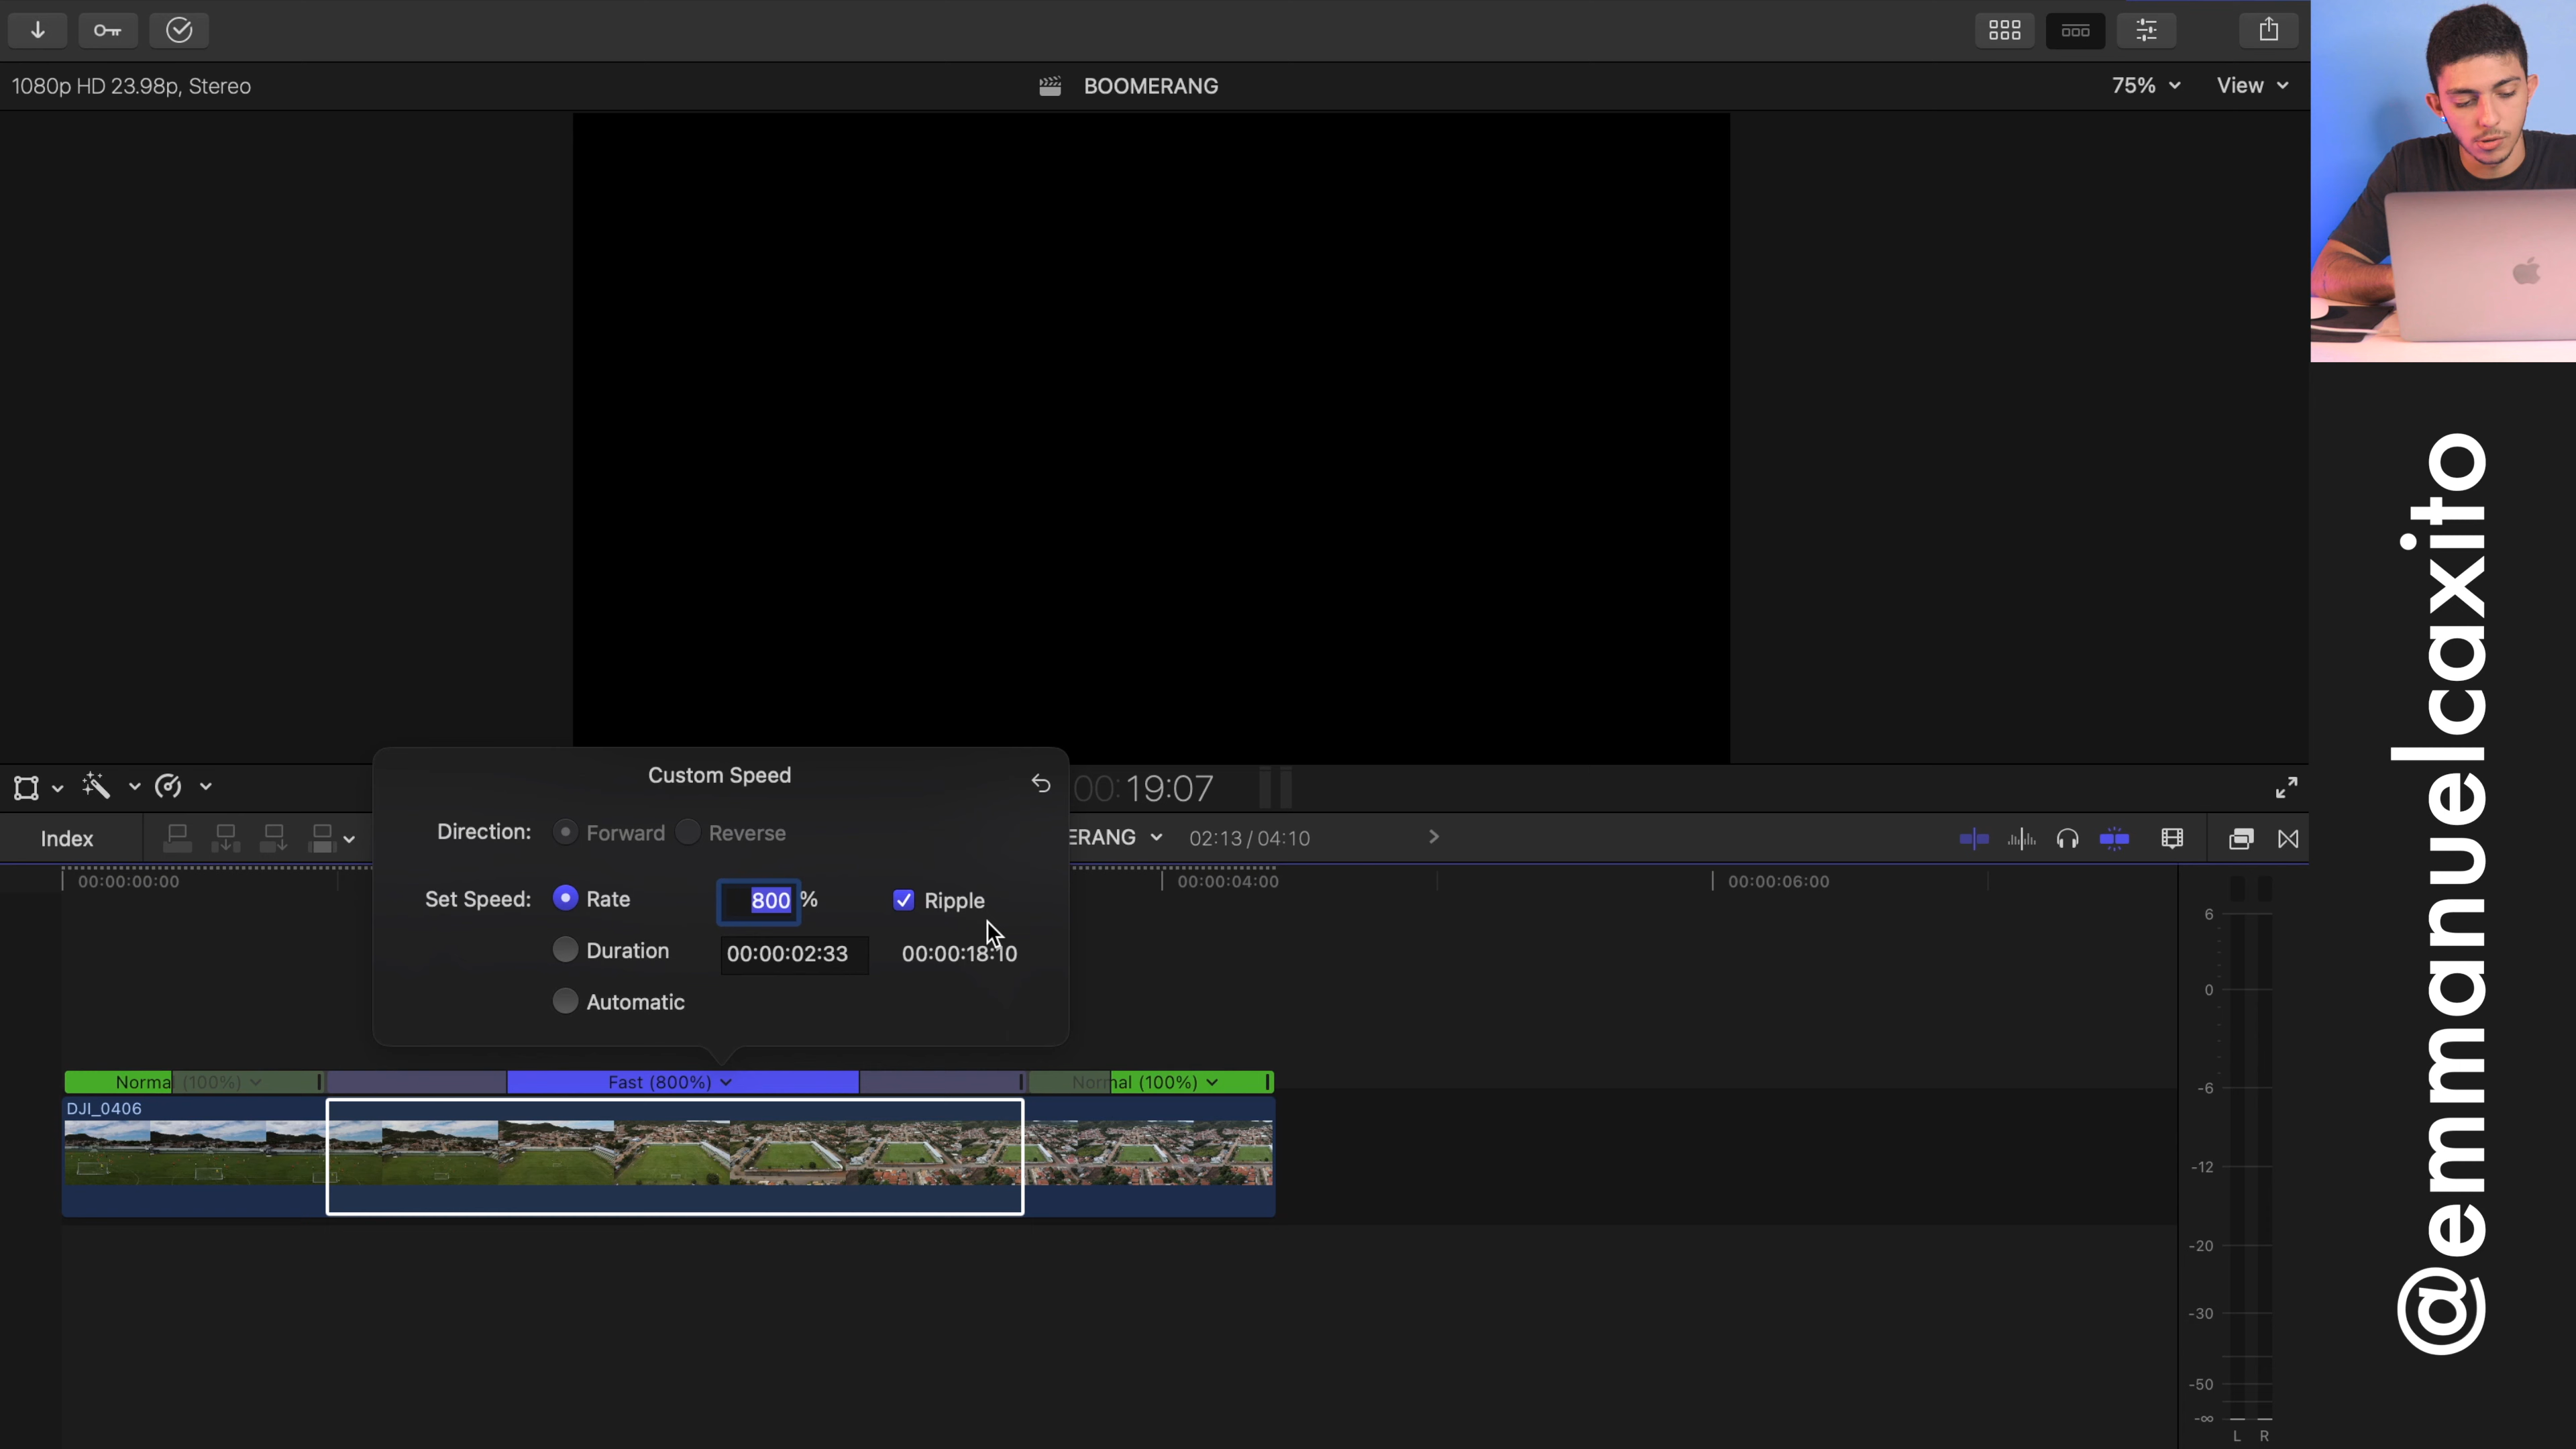 1080p HD 23.98p, Stereo
BOOMERANG
75%
View
Custom Speed
Direction:
Forward
Reverse
Set Speed:
Rate
800 %
Ripple
Duration
00:00:02:33
00:00:18:10
Automatic
00:19:07
Index
ERANG
02:13 / 04:10
00:00:00:00
00:00:04:00
00:00:06:00
Normal (100%)
Fast (800%)
Normal (100%)
DJI_0406
6
0
-6
-12
-20
-30
-50
-∞
L R
@emmanuelcaxito